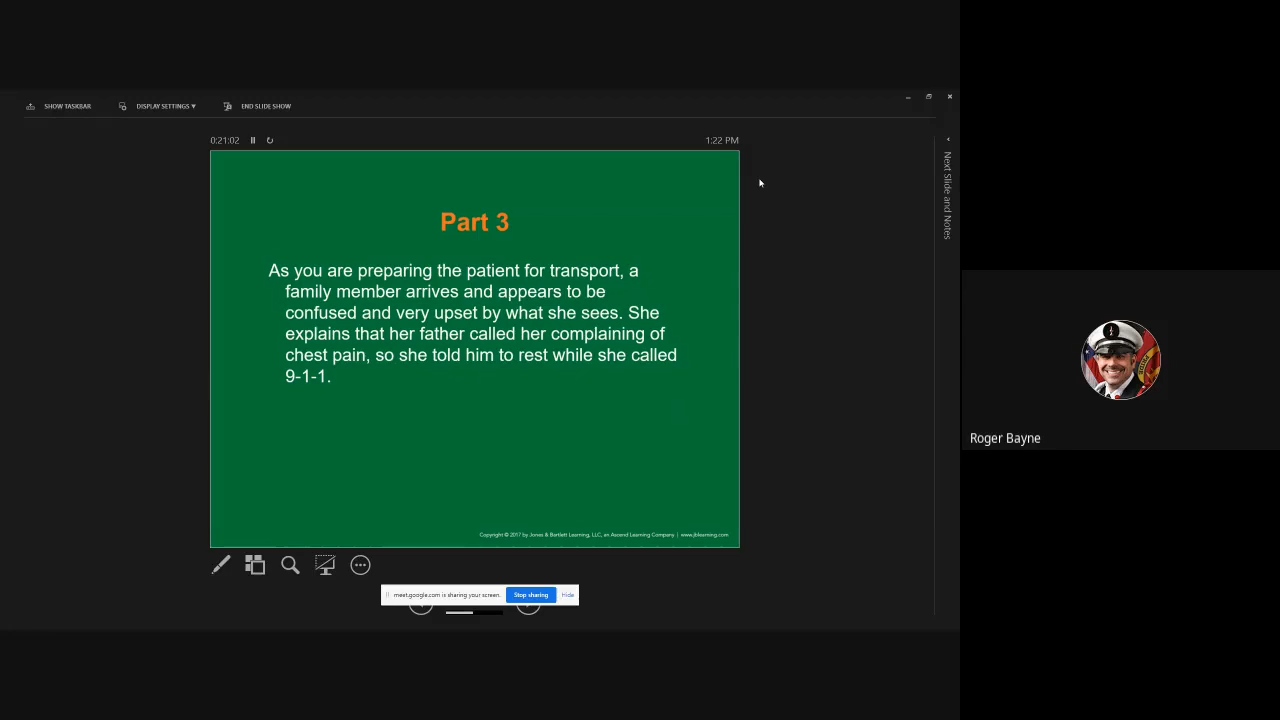 SHOW TASKBAR
DISPLAY SETTINGS ▾
END SLIDE SHOW
0:21:02
1:22 PM
Next Slide and Notes
Part 3
As you are preparing the patient for transport, a
family member arrives and appears to be
confused and very upset by what she sees. She
explains that her father called her complaining of
chest pain, so she told him to rest while she called
9-1-1.
Copyright © 2017 by Jones & Bartlett Learning, LLC, an Ascend Learning Company | www.jblearning.com
meet.google.com is sharing your screen.
Stop sharing
Hide
Roger Bayne